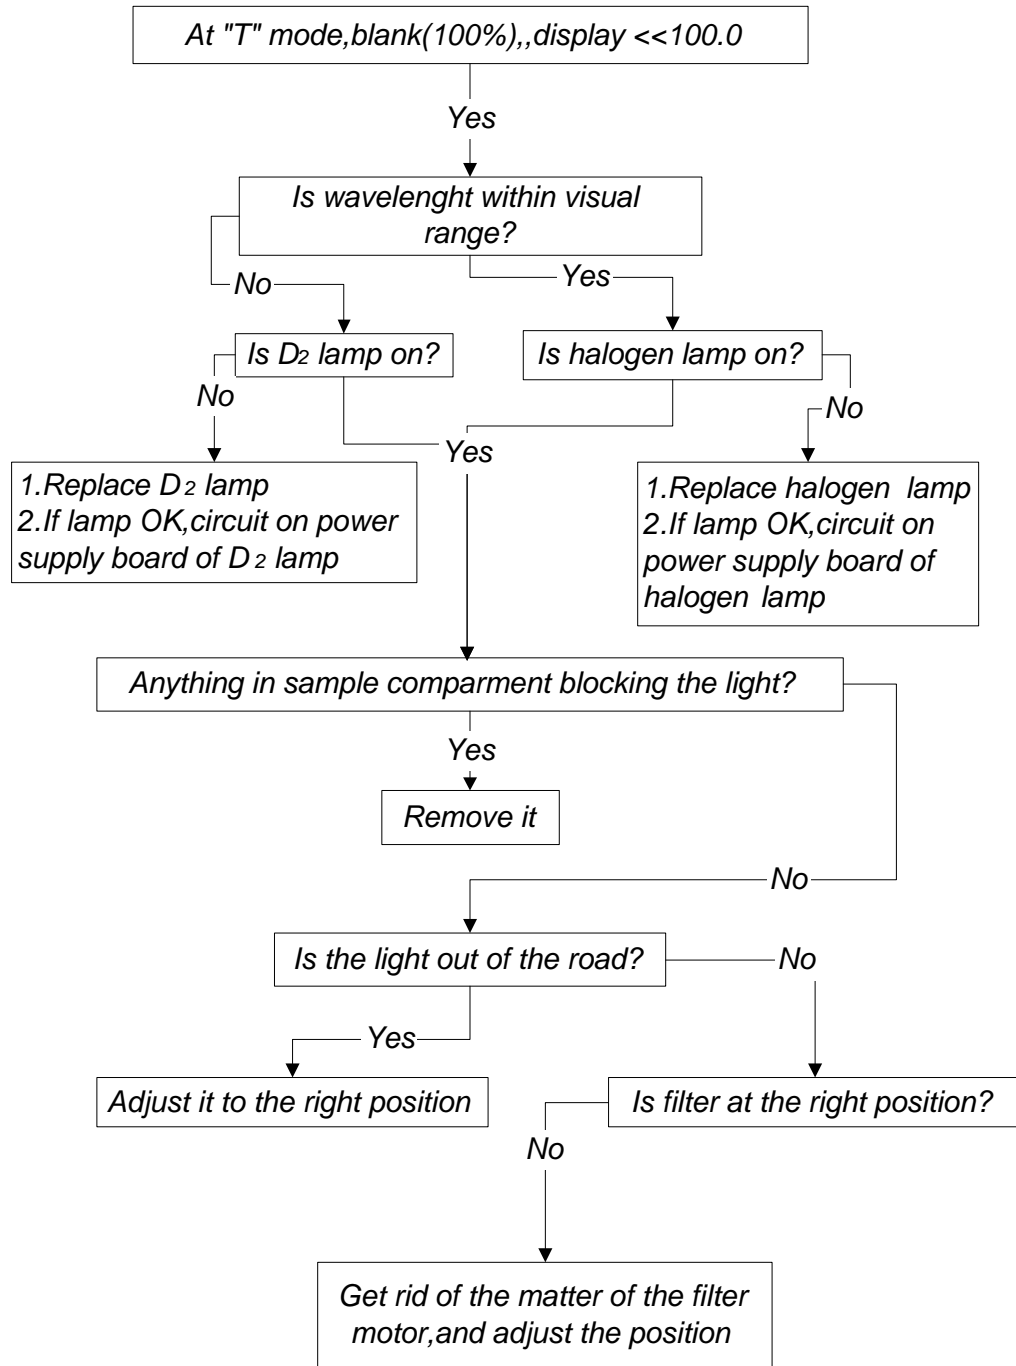 At "T" mode,blank(100%),,display <<100.0
Yes
Is wavelenght within visual
range?
No
Yes
Is D2 lamp on?
Is halogen lamp on?
No
No
Yes
1.Replace D2 lamp
2.If lamp OK,circuit on power
supply board of D2 lamp
1.Replace halogen lamp
2.If lamp OK,circuit on
power supply board of
halogen lamp
Anything in sample comparment blocking the light?
Yes
Remove it
No
Is the light out of the road?
No
Yes
Adjust it to the right position
Is filter at the right position?
No
Get rid of the matter of the filter
motor,and adjust the position